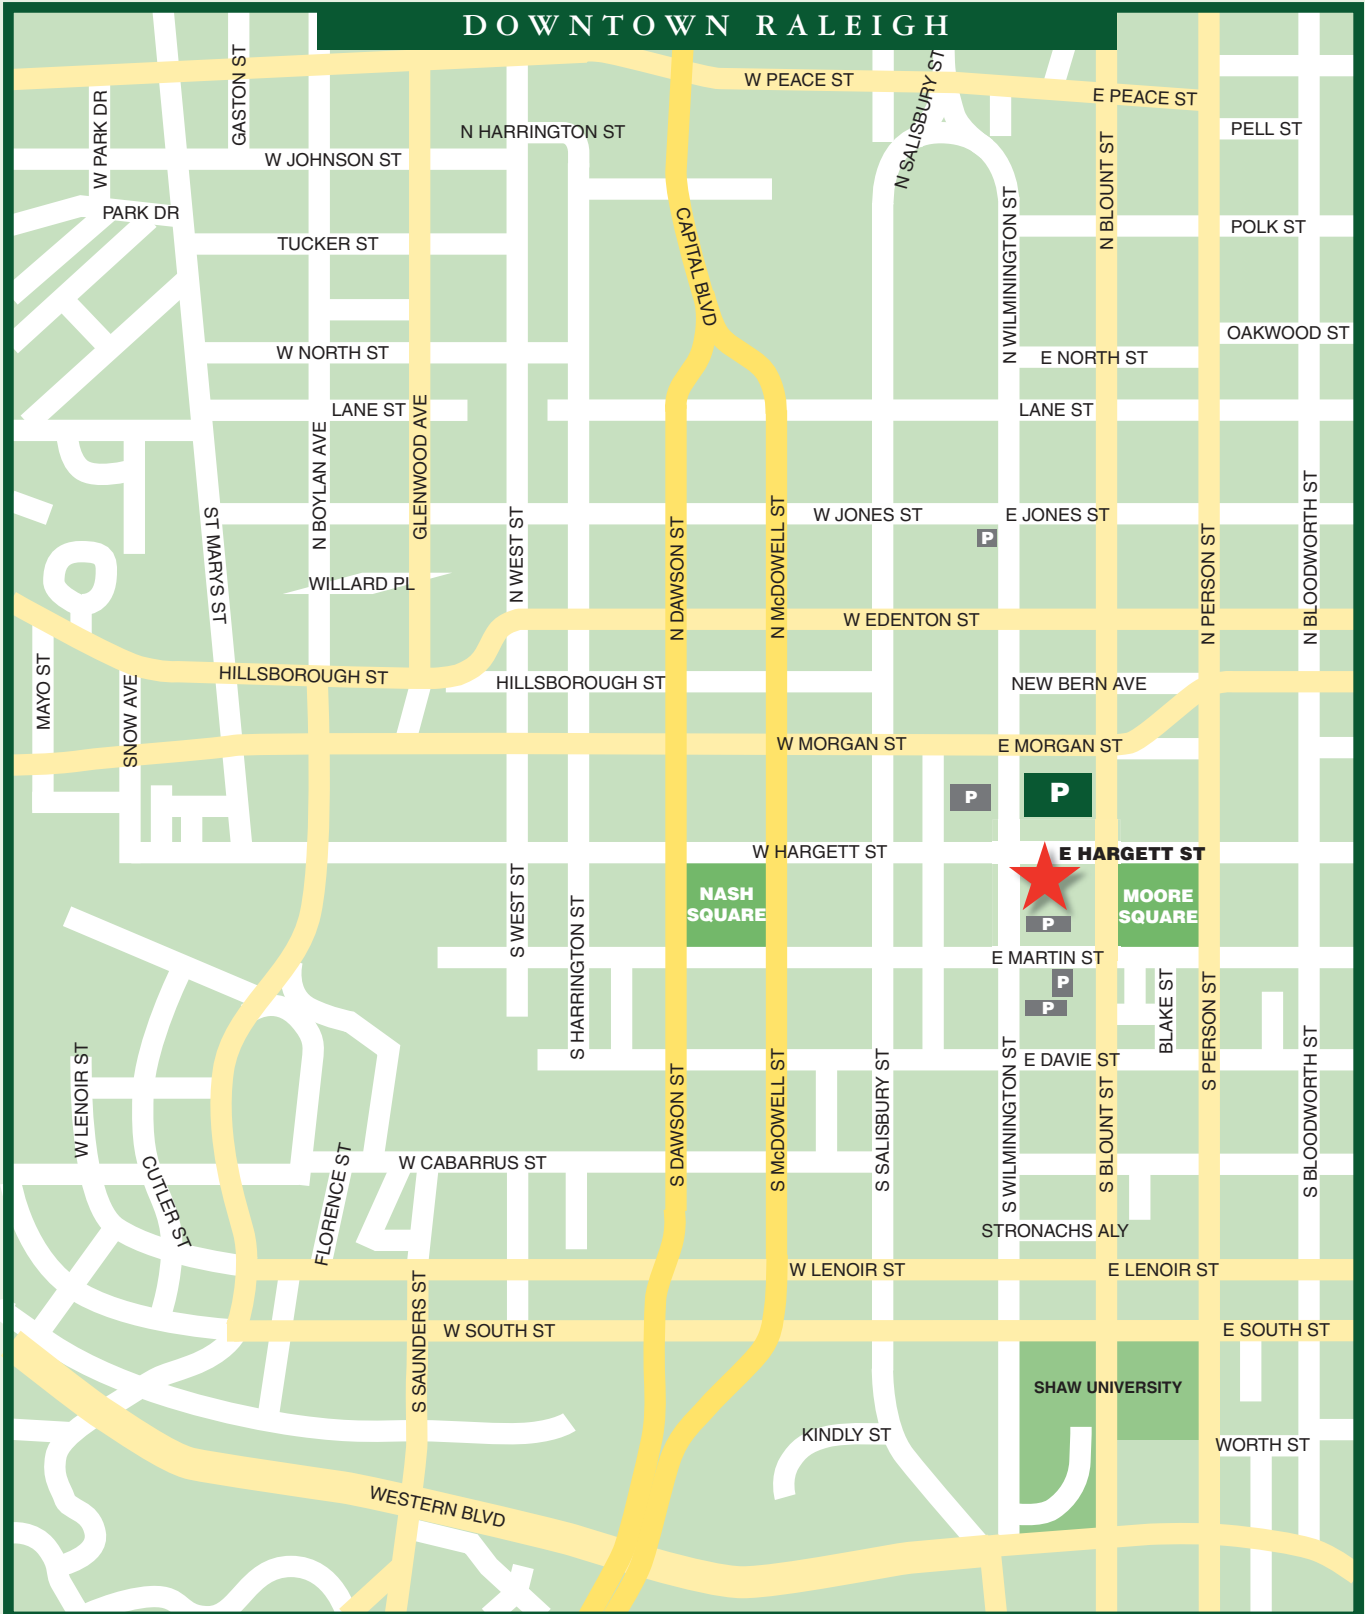 DOWNTOWN RALEIGH
W PEACE ST
E PEACE ST
GASTON ST
W PARK DR
N HARRINGTON ST
N SALISBURY ST
PELL ST
W JOHNSON ST
N BLOUNT ST
PARK DR
TUCKER ST
CAPITAL BLVD
N WILMININGTON ST
POLK ST
OAKWOOD ST
W NORTH ST
E NORTH ST
LANE ST
LANE ST
N BOYLAN AVE
GLENWOOD AVE
ST MARYS ST
N WEST ST
N DAWSON ST
N McDOWELL ST
W JONES ST
E JONES ST
P
N PERSON ST
N BLOODWORTH ST
WILLARD PL
W EDENTON ST
MAYO ST
SNOW AVE
HILLSBOROUGH ST
HILLSBOROUGH ST
NEW BERN AVE
W MORGAN ST
E MORGAN ST
P
P
W HARGETT ST
E HARGETT ST
S WEST ST
S HARRINGTON ST
NASH
SQUARE
MOORE
SQUARE
P
E MARTIN ST
P
P
BLAKE ST
S PERSON ST
W LENOIR ST
E DAVIE ST
S DAWSON ST
S McDOWELL ST
S SALISBURY ST
S WILMININGTON ST
S BLOUNT ST
S BLOODWORTH ST
CUTLER ST
FLORENCE ST
W CABARRUS ST
STRONACHS ALY
W LENOIR ST
E LENOIR ST
S SAUNDERS ST
W SOUTH ST
E SOUTH ST
SHAW UNIVERSITY
KINDLY ST
WORTH ST
WESTERN BLVD